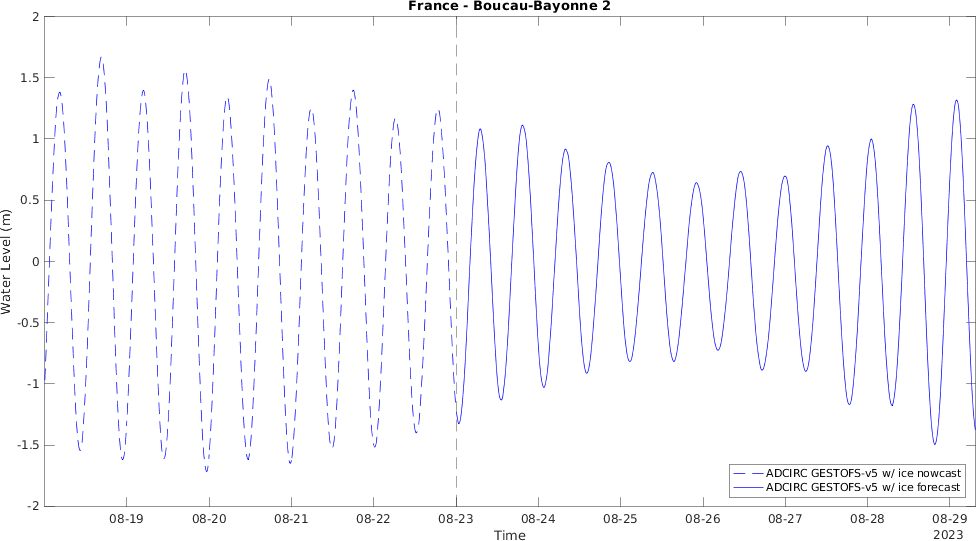 France - Boucau-Bayonne 2
2
1.5
1
0.5
0
-0.5
-1
-1.5
-2
Water Level (m)
ADCIRC GESTOFS-v5 w/ ice nowcast
ADCIRC GESTOFS-v5 w/ ice forecast
08-19 08-20 08-21 08-22 08-23 08-24 08-25 08-26 08-27 08-28 08-29
Time
2023